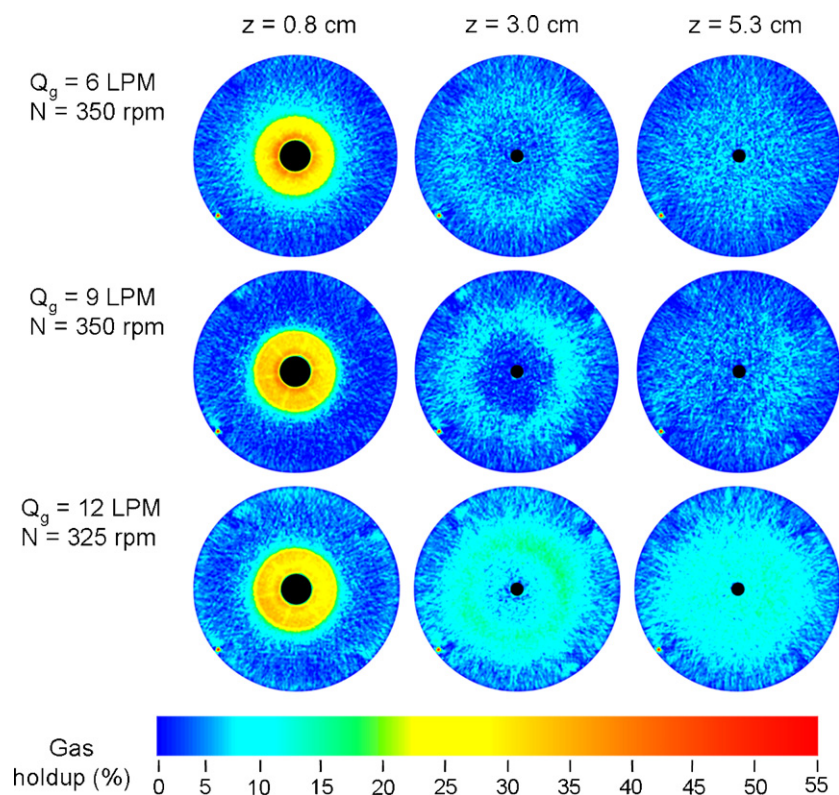 z = 0.8 cm z = 3.0 cm z = 5.3 cm
Qg = 6 LPM
N = 350 rpm
Qg = 9 LPM
N = 350 rpm
Qg = 12 LPM
N = 325 rpm
Gas
holdup (%)
0 5 10 15 20 25 30 35 40 45 50 55